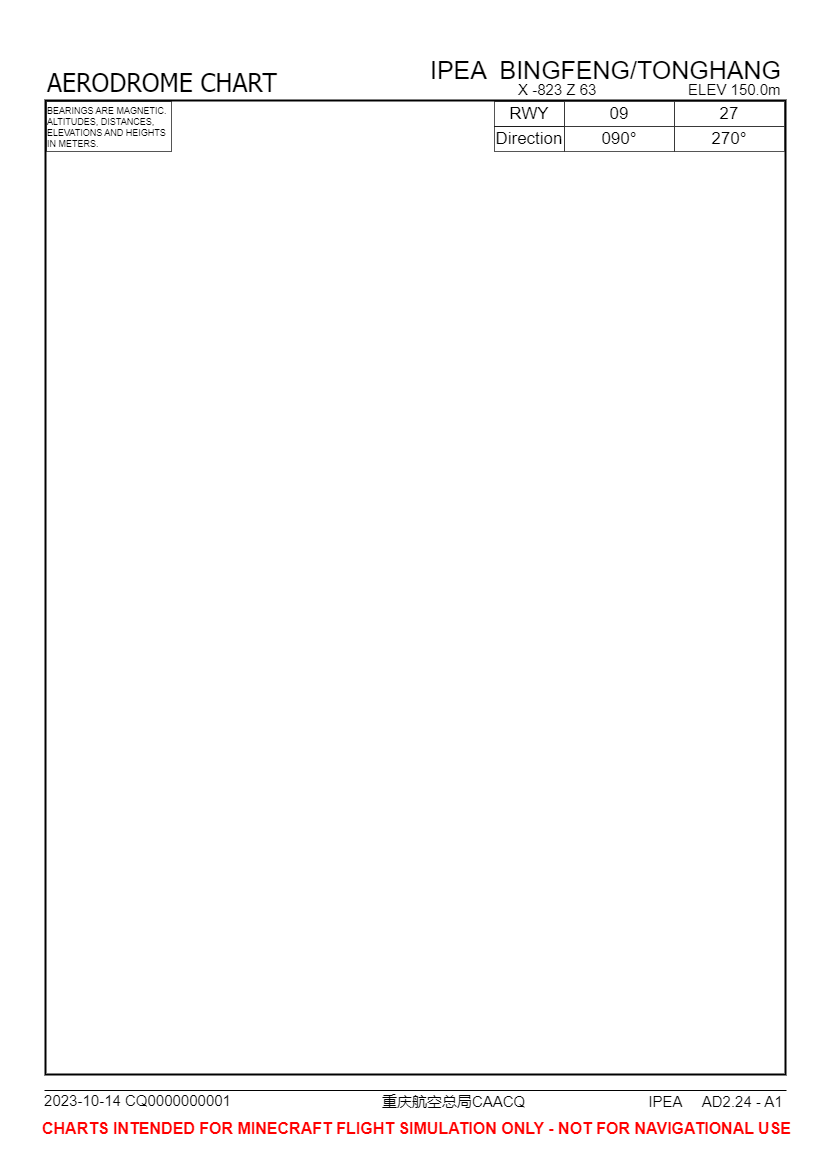 AERODROME CHART
IPEA BINGFENG/TONGHANG
X -823 Z 63 ELEV 150.0m
BEARINGS ARE MAGNETIC.
ALTITUDES, DISTANCES,
ELEVATIONS AND HEIGHTS
IN METERS.
RWY 09 27
Direction 090° 270°
2023-10-14 CQ0000000001 重庆航空总局CAACQ IPEA AD2.24 - A1
CHARTS INTENDED FOR MINECRAFT FLIGHT SIMULATION ONLY - NOT FOR NAVIGATIONAL USE